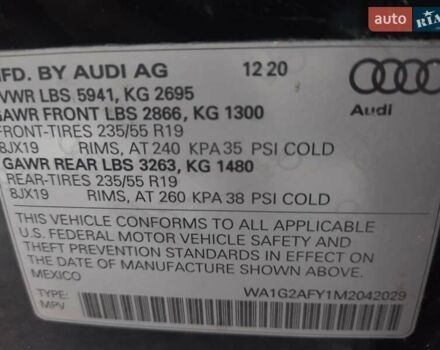 AUTO RIA
MFD. BY AUDI AG 12 20
GVWR LBS 5941, KG 2695
GAWR FRONT LBS 2866, KG 1300
FRONT-TIRES 235/55 R19
8JX19 RIMS, AT 240 KPA 35 PSI COLD
GAWR REAR LBS 3263, KG 1480
REAR-TIRES 235/55 R19
8JX19 RIMS, AT 260 KPA 38 PSI COLD
Audi
THIS VEHICLE CONFORMS TO ALL APPLICABLE
U.S. FEDERAL MOTOR VEHICLE SAFETY AND
THEFT PREVENTION STANDARDS IN EFFECT ON
THE DATE OF MANUFACTURE SHOWN ABOVE.
MEXICO
TYPE: WA1G2AFY1M2042029
MPV